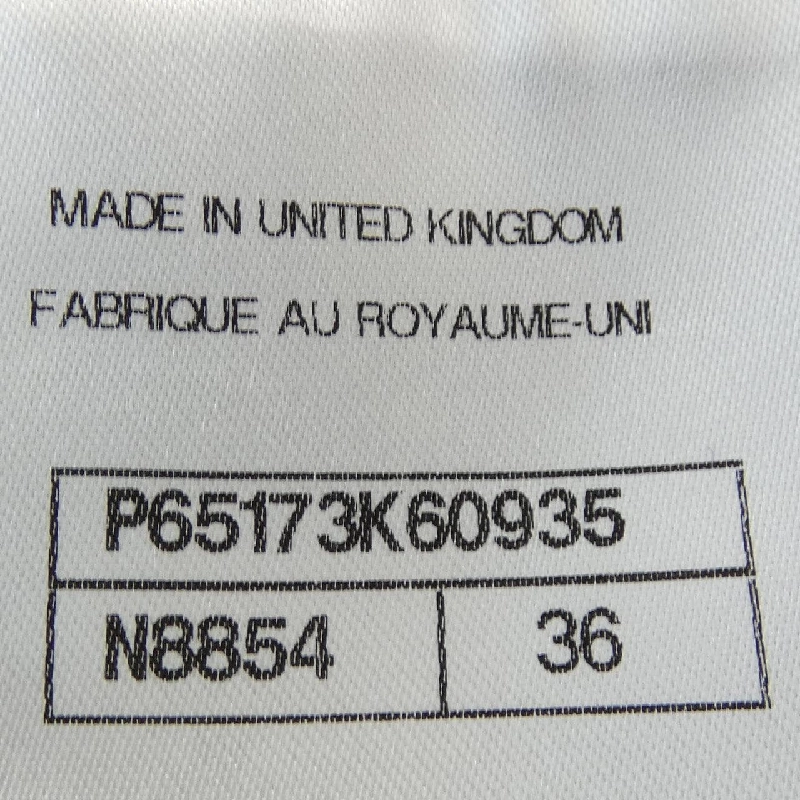 MADE IN UNITED KINGDOM
FABRIQUE AU ROYAUME-UNI
P65173K60935
N8854 36